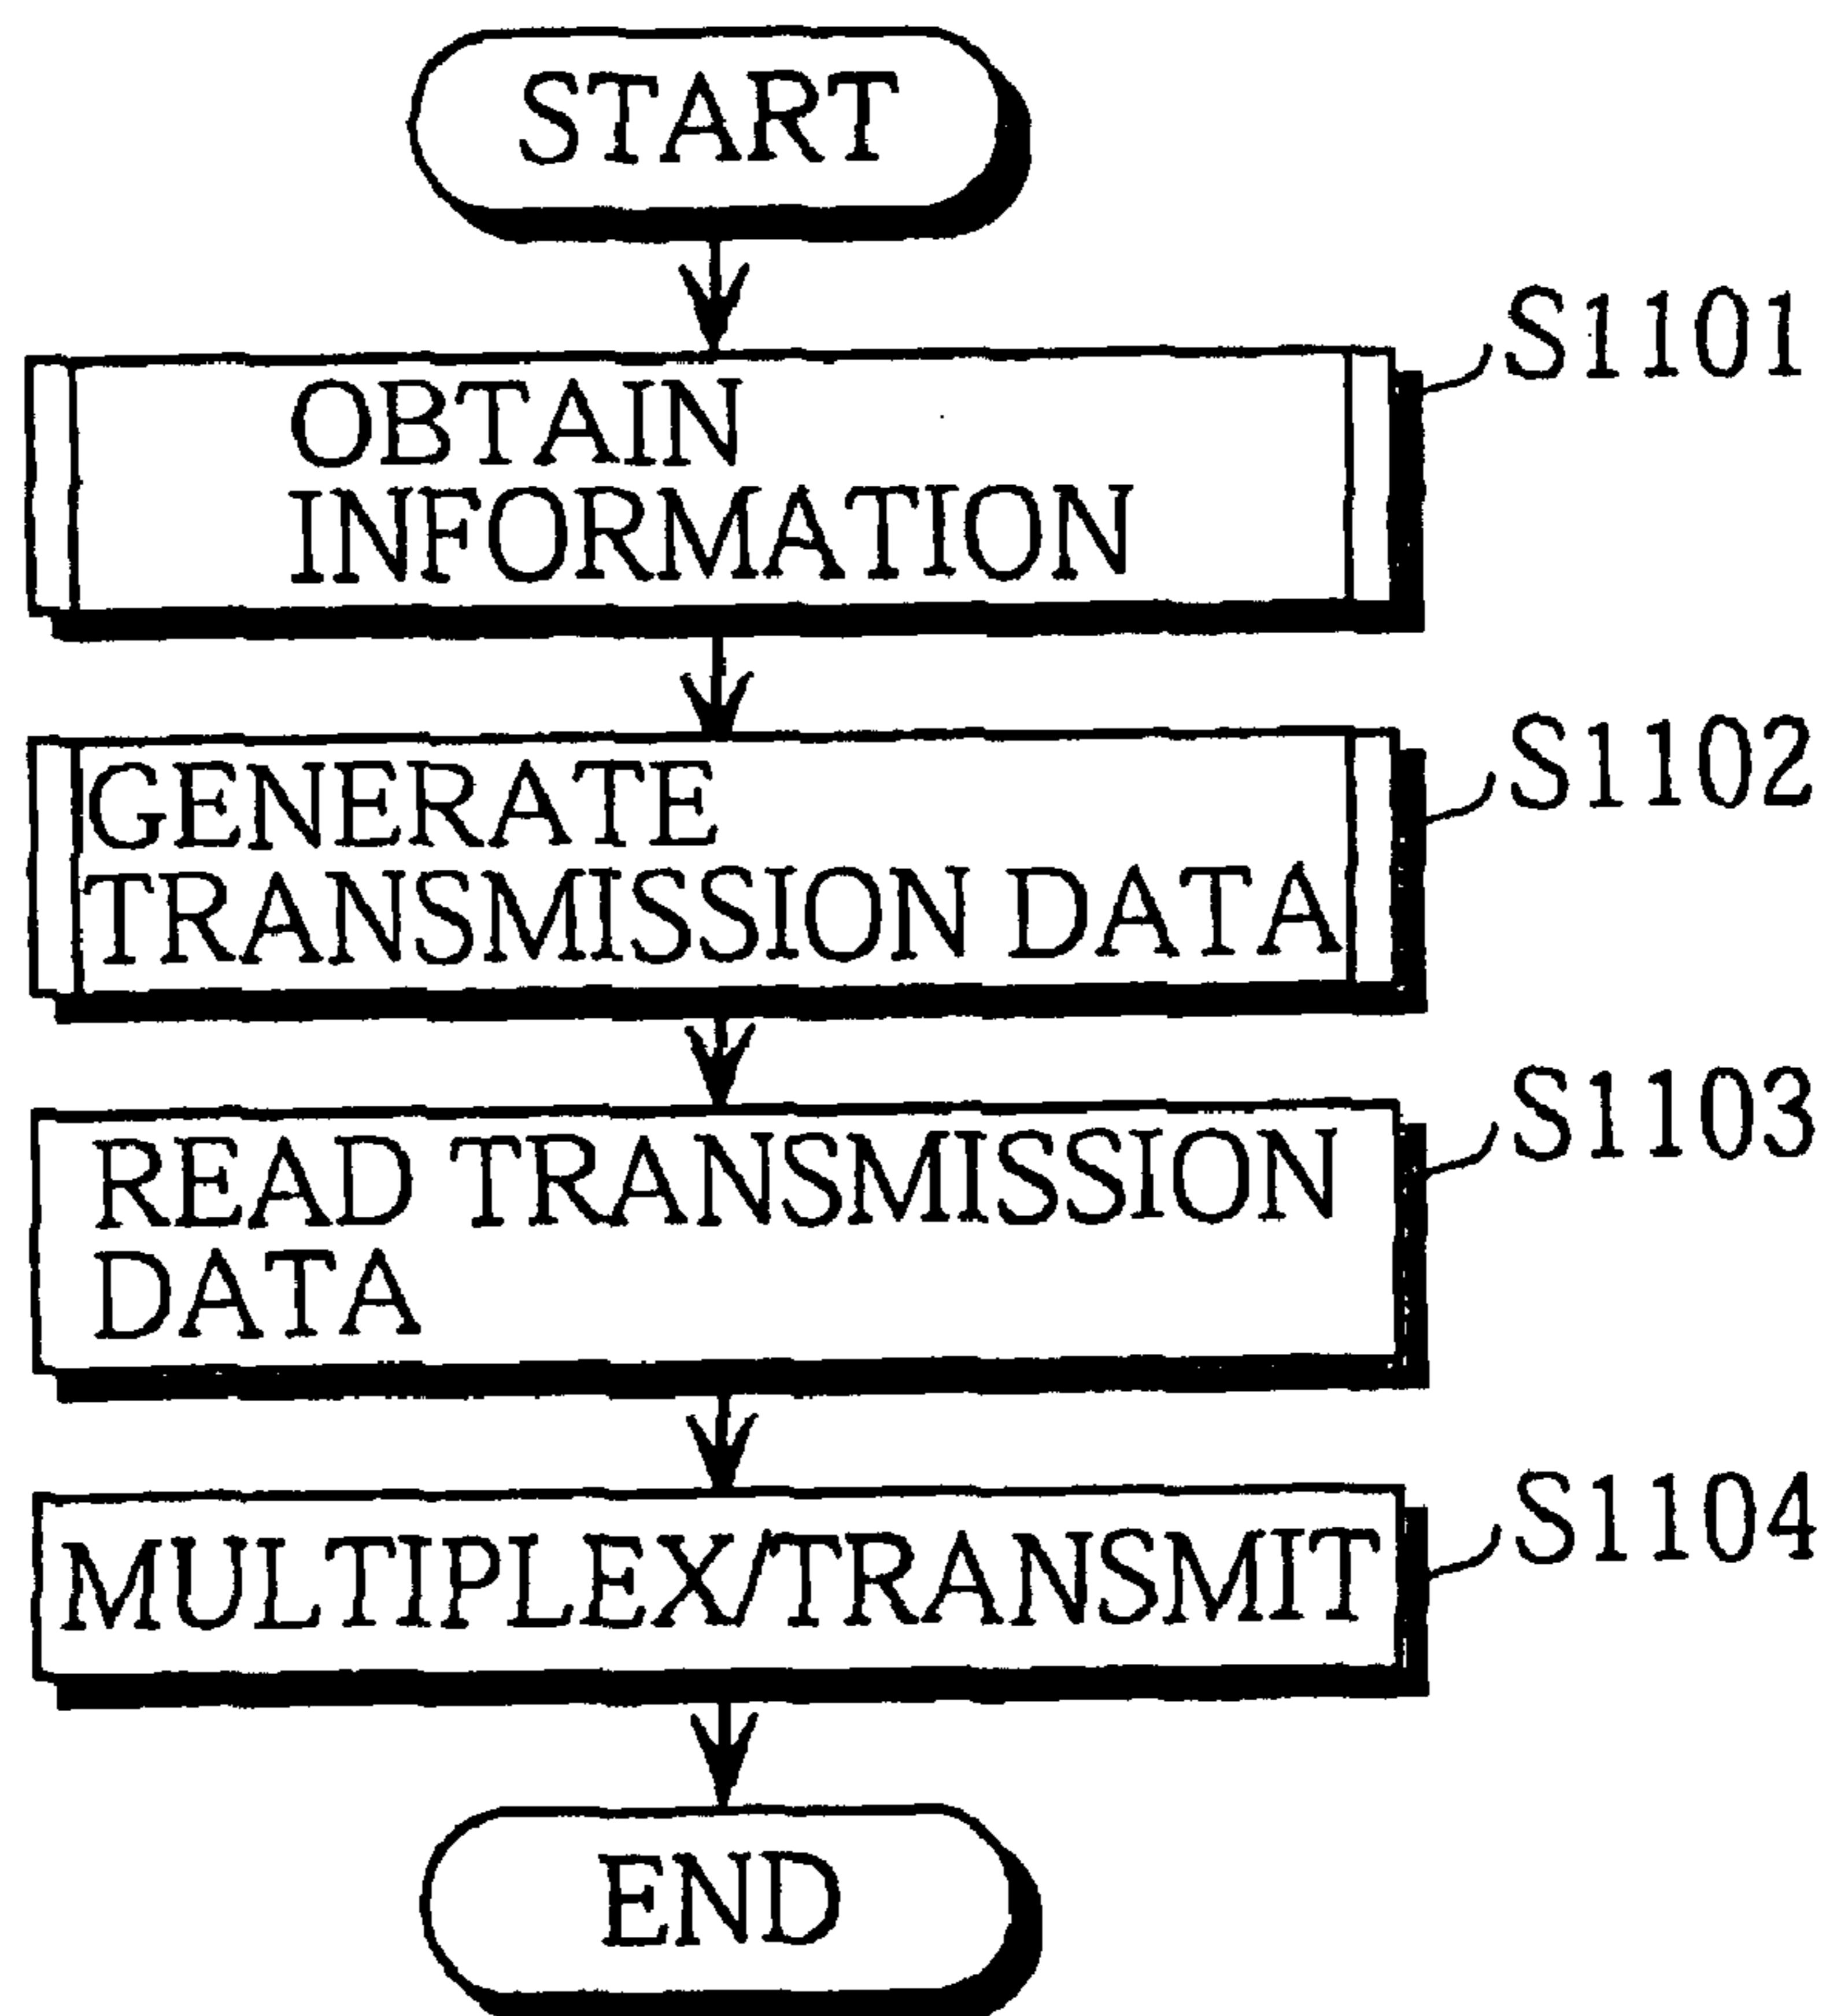 START
S1101
OBTAIN
INFORMATION
S1102
GENERATE
TRANSMISSION DATA
S1103
READ TRANSMISSION
DATA
S1104
MULTIPLEX/TRANSMIT
END